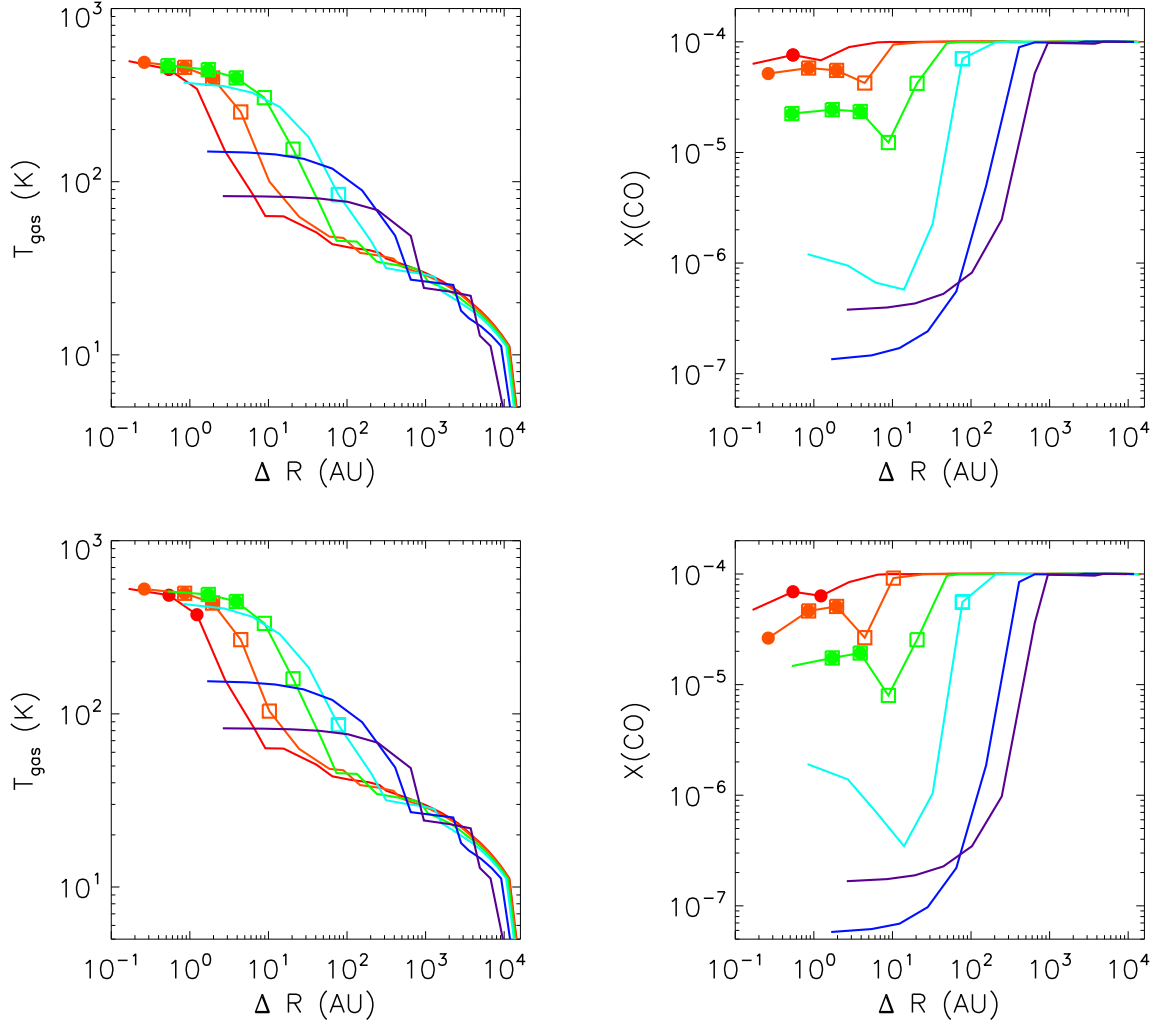 10³ 10² 10¹
T_gas (K)
10⁻¹ 10⁰ 10¹ 10² 10³ 10⁴
Δ R (AU)
10⁻⁴ 10⁻⁵ 10⁻⁶ 10⁻⁷
X(CO)
10⁻¹ 10⁰ 10¹ 10² 10³ 10⁴
Δ R (AU)
10³ 10² 10¹
T_gas (K)
10⁻¹ 10⁰ 10¹ 10² 10³ 10⁴
Δ R (AU)
10⁻⁴ 10⁻⁵ 10⁻⁶ 10⁻⁷
X(CO)
10⁻¹ 10⁰ 10¹ 10² 10³ 10⁴
Δ R (AU)